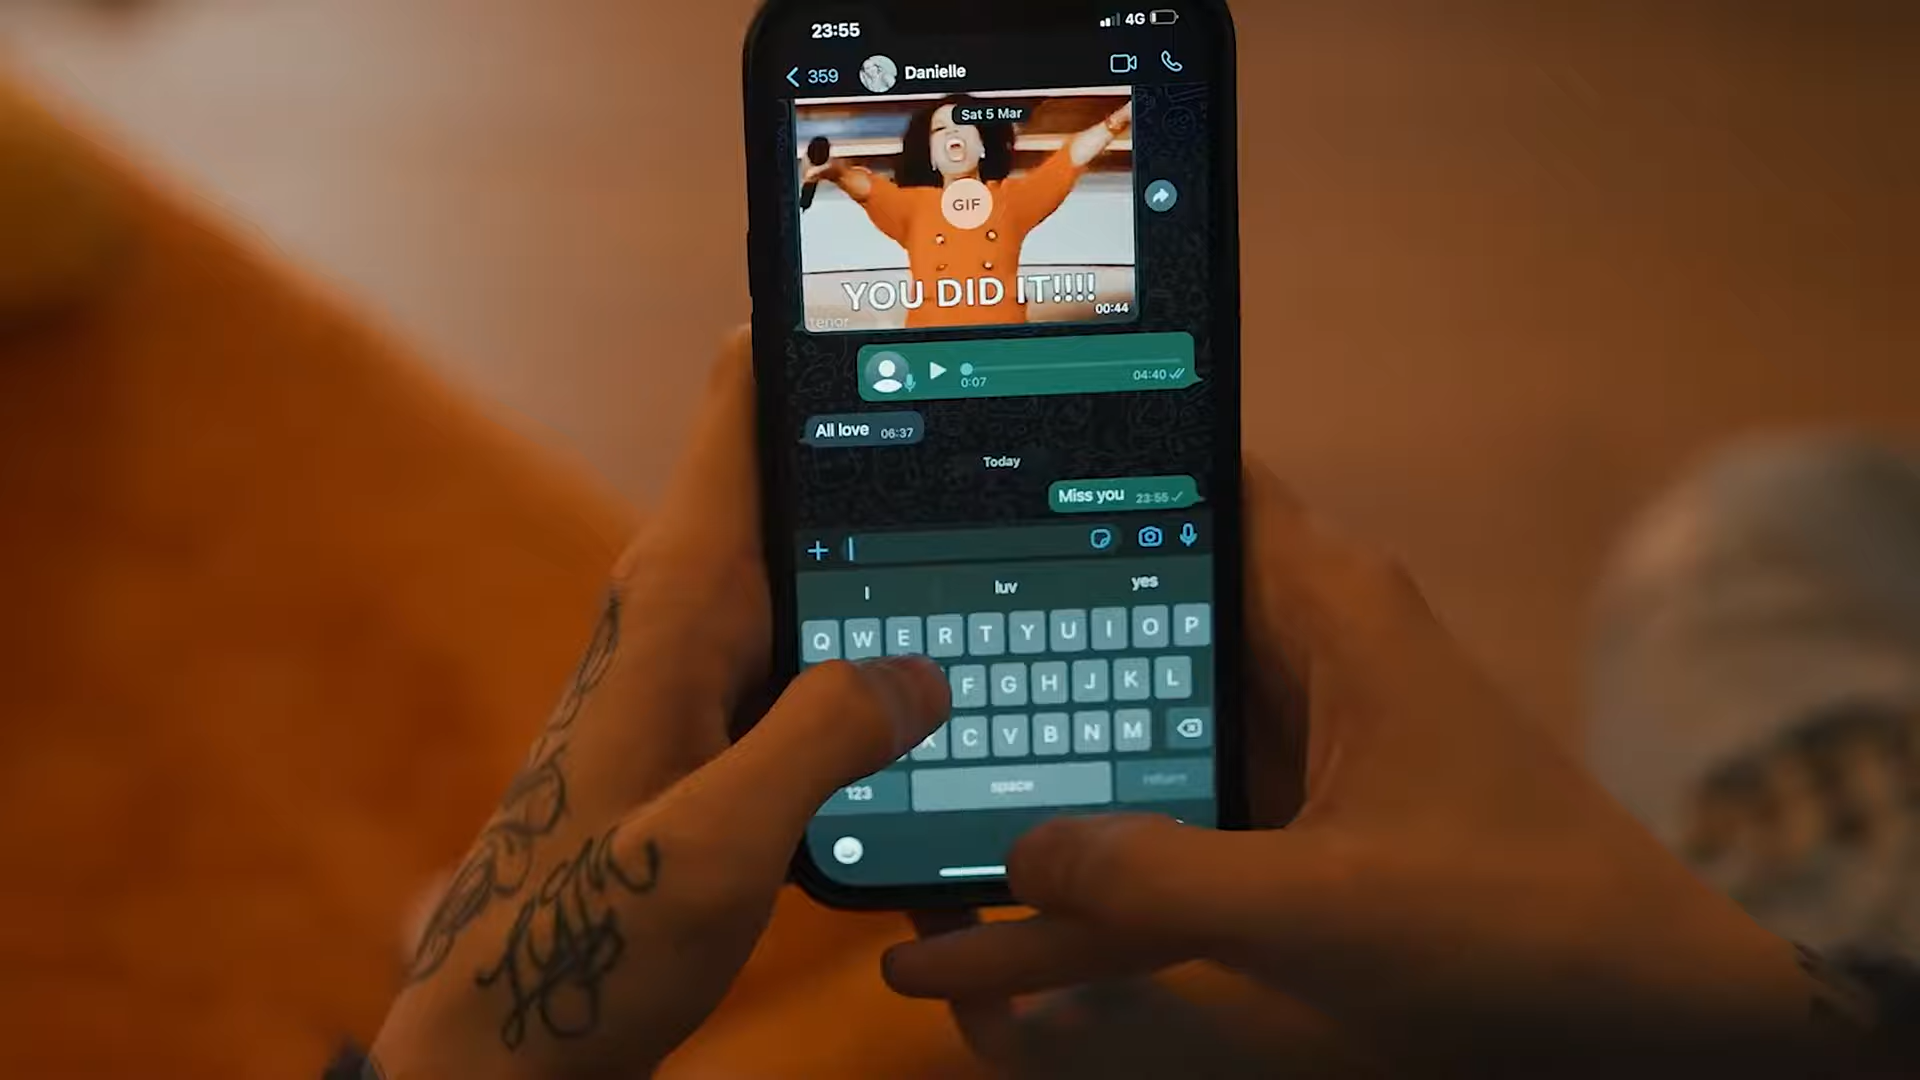 23:55
4G
359
Danielle
Sat 5 Mar
GIF
YOU DID IT!!!!
tenor
00:44
0:07
04:40
All love 06:37
Today
Miss you 23:55
I luv yes
Q W E R T Y U I O P
F G H J K L
X C V B N M
123 space return